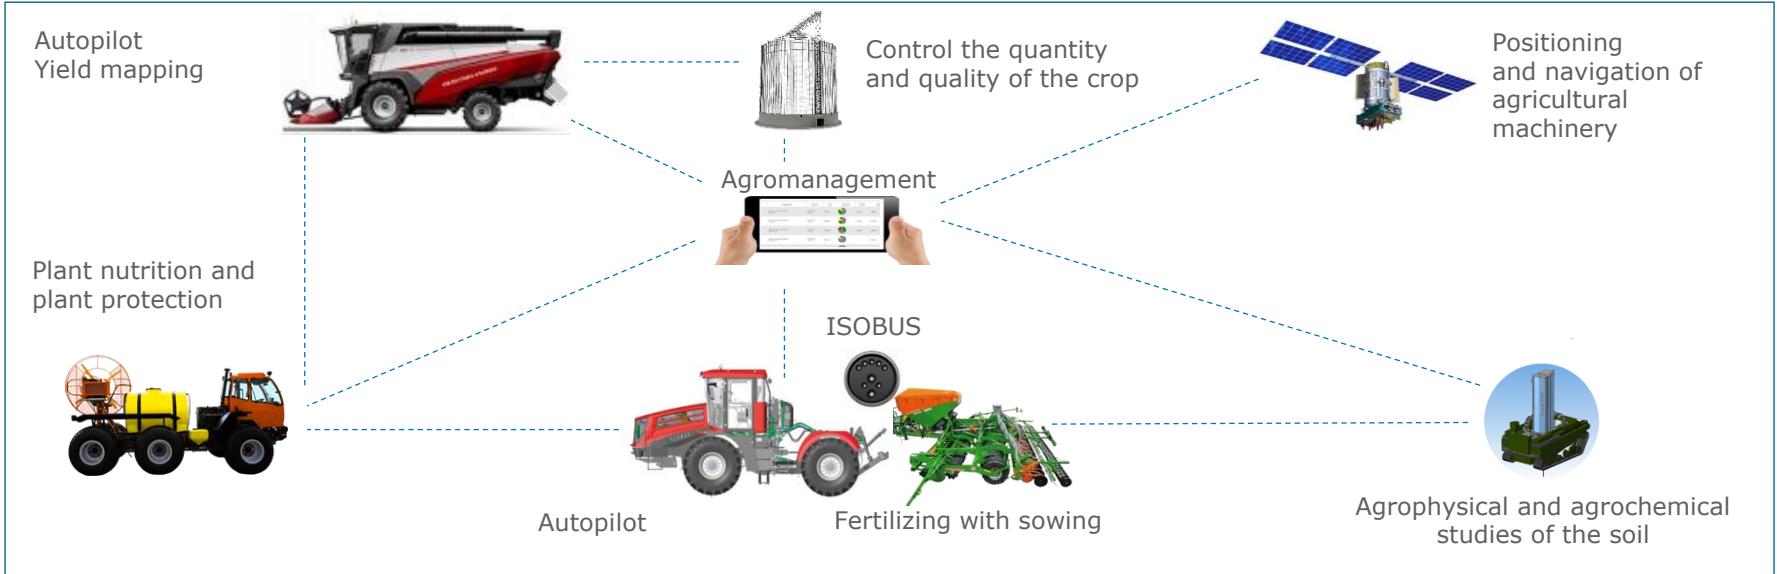 Autopilot
Yield mapping
Control the quantity
and quality of the crop
Positioning
and navigation of
agricultural
machinery
Agromanagement
Plant nutrition and
plant protection
ISOBUS
Autopilot
Fertilizing with sowing
Agrophysical and agrochemical
studies of the soil